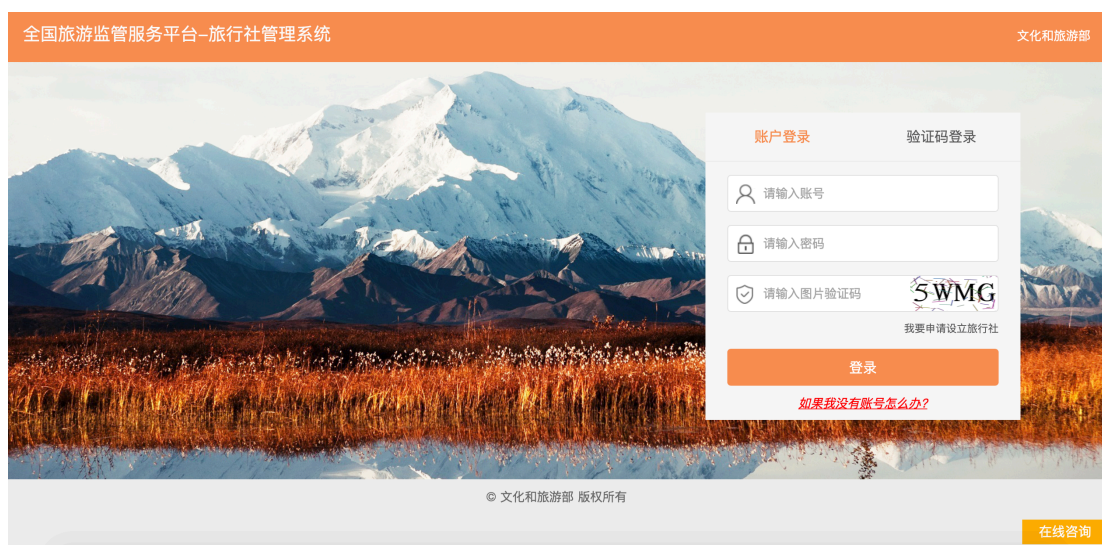 全国旅游监管服务平台-旅行社管理系统
文化和旅游部
账户登录
验证码登录
请输入账号
请输入密码
请输入图片验证码
5WMG
我要申请设立旅行社
登录
如果我没有账号怎么办?
© 文化和旅游部 版权所有
在线咨询